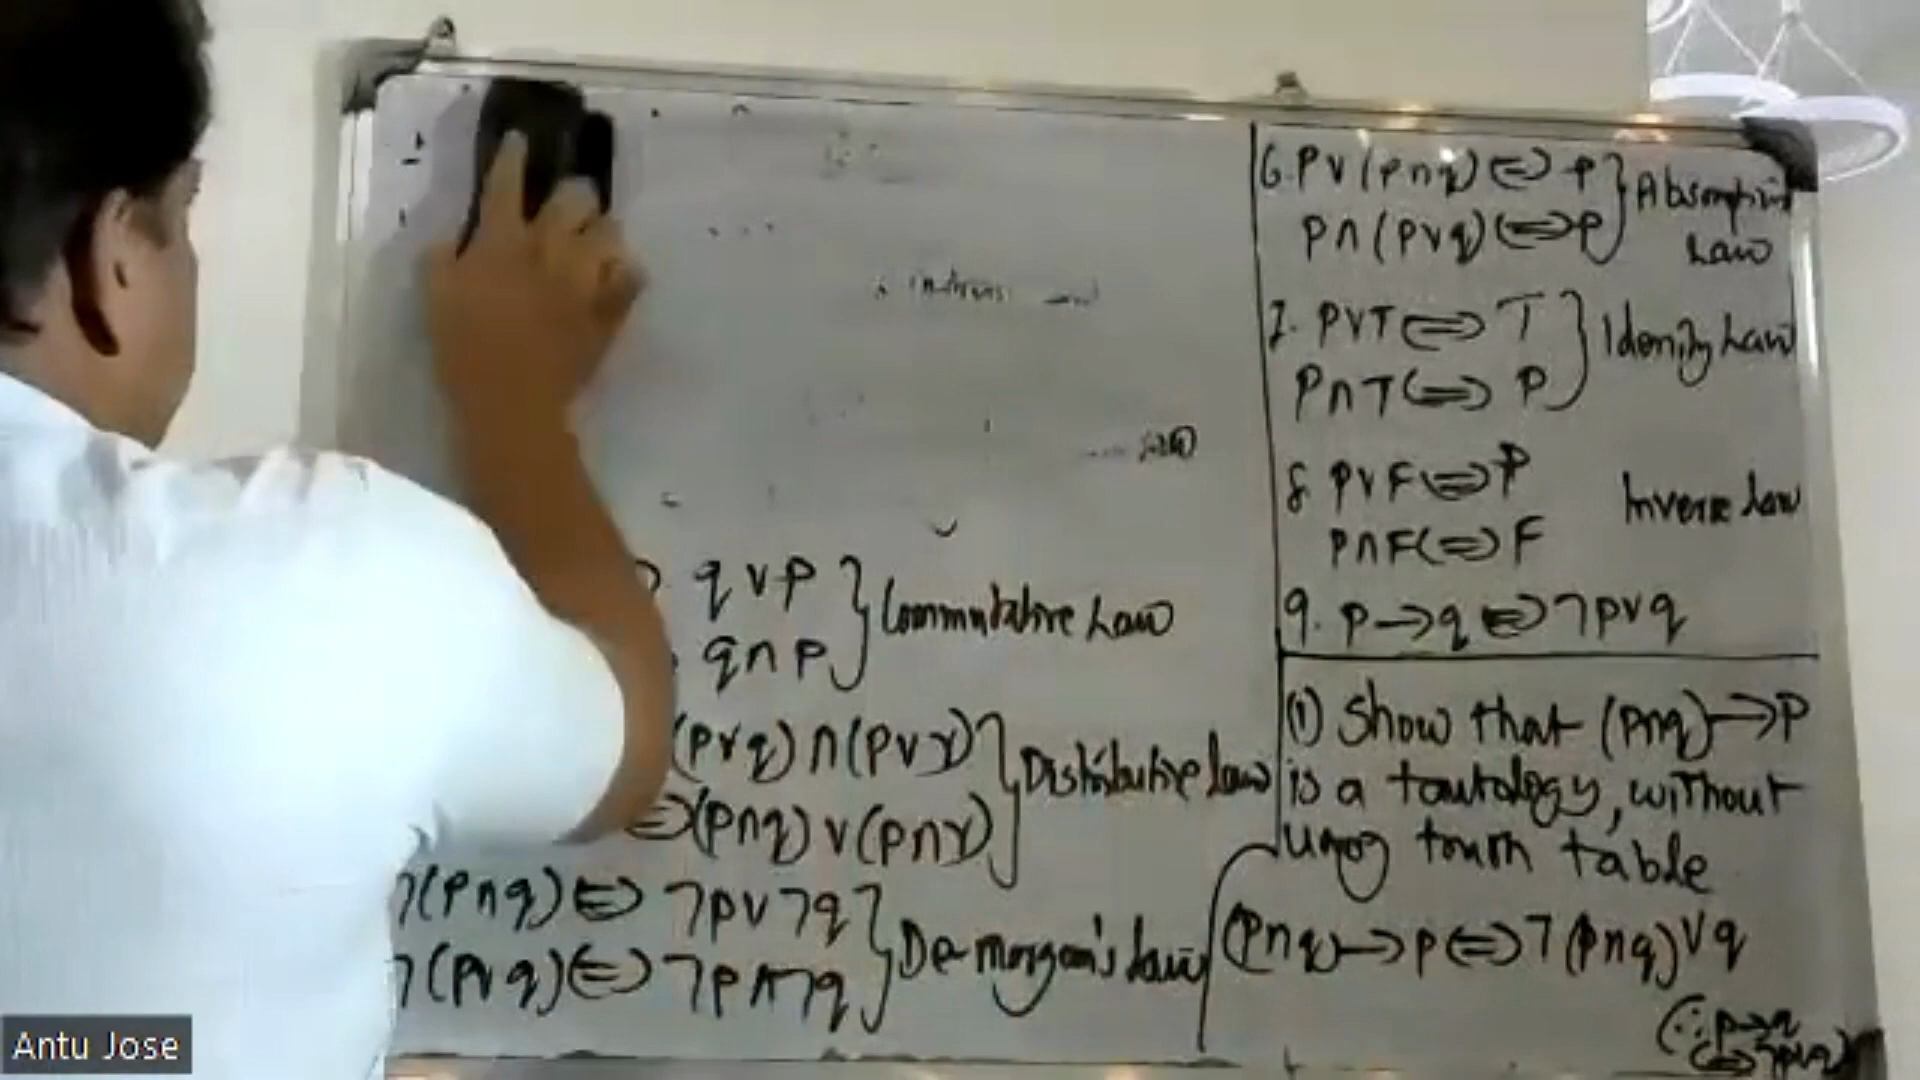 q ∨ p } Commutative Law
q ∩ p
(p∨q) ∩ (p∨r) } Distributive Law
⇔ (p∩q) ∨ (p∩r)
¬(p∩q) ⇔ ¬p∨¬q } De-morgan's Law
¬(p∨q) ⇔ ¬p∧¬q
6. P∨(p∩q) ⇔ P } Absorption Law
P∩(P∨q) ⇔ P
7. P∨T ⇔ T } Identity Law
P∩T ⇔ P
8. P∨F ⇔ P Inverse Law
P∩F ⇔ F
9. P→q ⇔ ¬p∨q
(1) Show that (p∩q)→P
is a tautology, without
using truth table
(p∩q)→p ⇔ ¬(p∩q)∨q
(∵ p→q
⇔ ¬p∨q)
Antu Jose